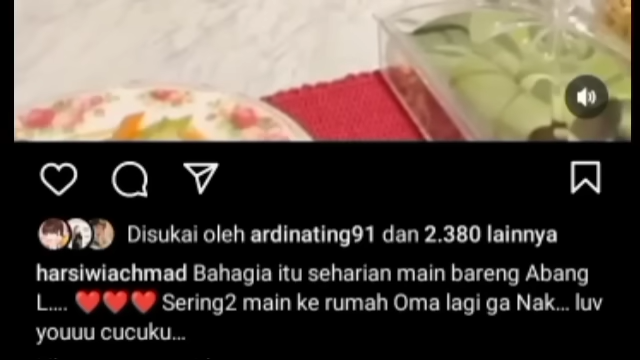 Disukai oleh ardinating91 dan 2.380 lainnya
harsiwiachmad Bahagia itu seharian main bareng Abang
L.... ❤️❤️❤️ Sering2 main ke rumah Oma lagi ga Nak... luv
youuu cucuku...